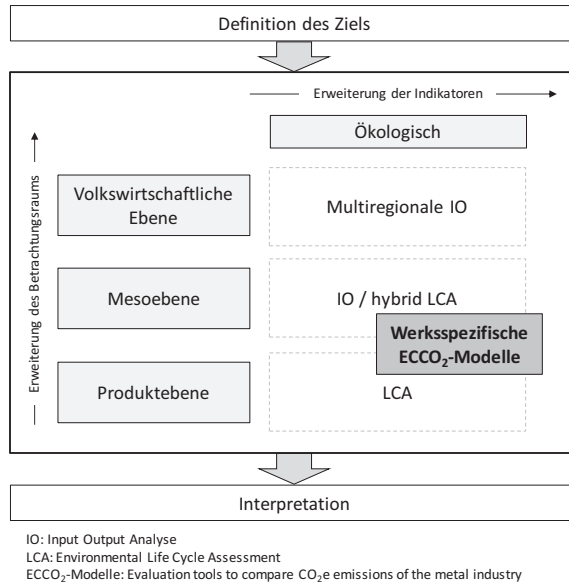 Definition des Ziels
Erweiterung der Indikatoren
Ökologisch
Erweiterung des Betrachtungsraums
Volkswirtschaftliche
Ebene
Multiregionale IO
Mesoebene
IO / hybrid LCA
Werksspezifische
ECCO₂-Modelle
Produktebene
LCA
Interpretation
IO: Input Output Analyse
LCA: Environmental Life Cycle Assessment
ECCO₂-Modelle: Evaluation tools to compare CO₂e emissions of the metal industry